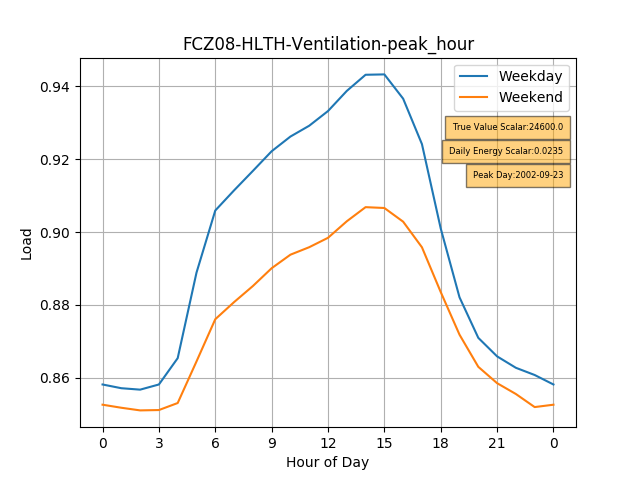 FCZ08-HLTH-Ventilation-peak_hour
Weekday
Weekend
True Value Scalar:24600.0
Daily Energy Scalar:0.0235
Peak Day:2002-09-23
Load
0.94
0.92
0.90
0.88
0.86
0 3 6 9 12 15 18 21 0
Hour of Day